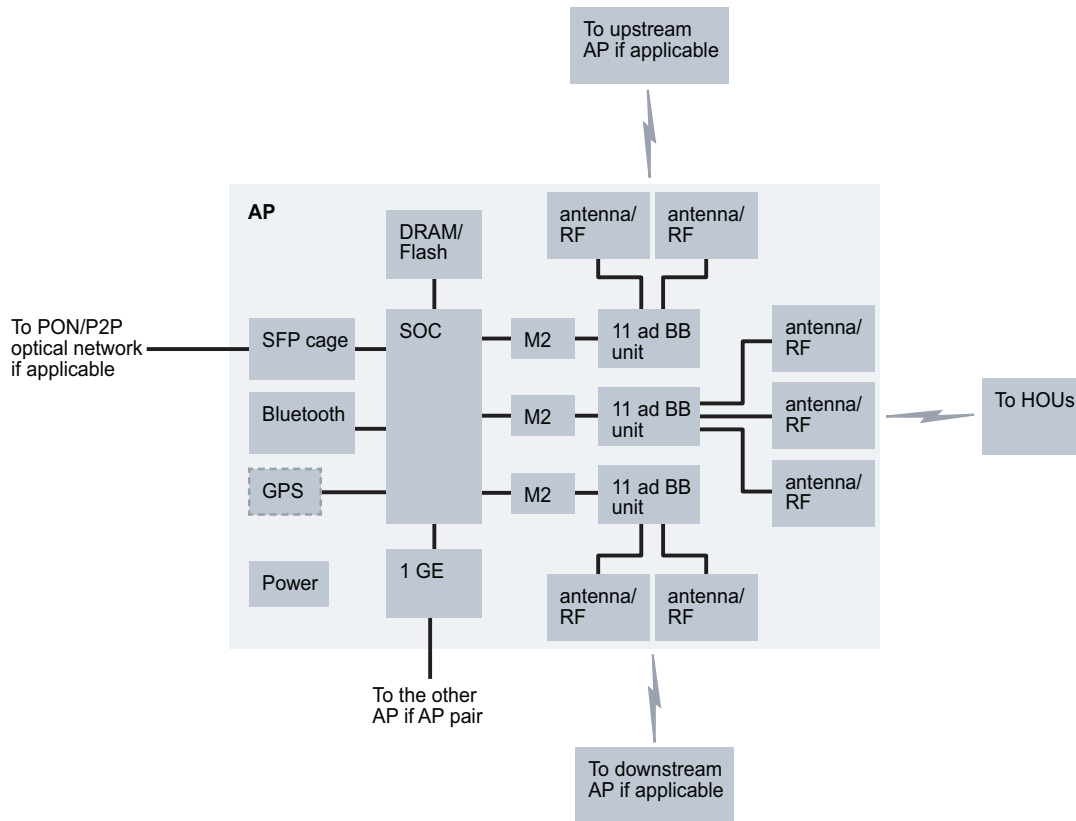 To upstream
AP if applicable
AP
DRAM/
Flash
antenna/
RF
antenna/
RF
To PON/P2P
optical network
if applicable
SFP cage
SOC
M2
11 ad BB
unit
antenna/
RF
Bluetooth
M2
11 ad BB
unit
antenna/
RF
To HOUs
GPS
M2
11 ad BB
unit
antenna/
RF
Power
1 GE
antenna/
RF
antenna/
RF
To the other
AP if AP pair
To downstream
AP if applicable